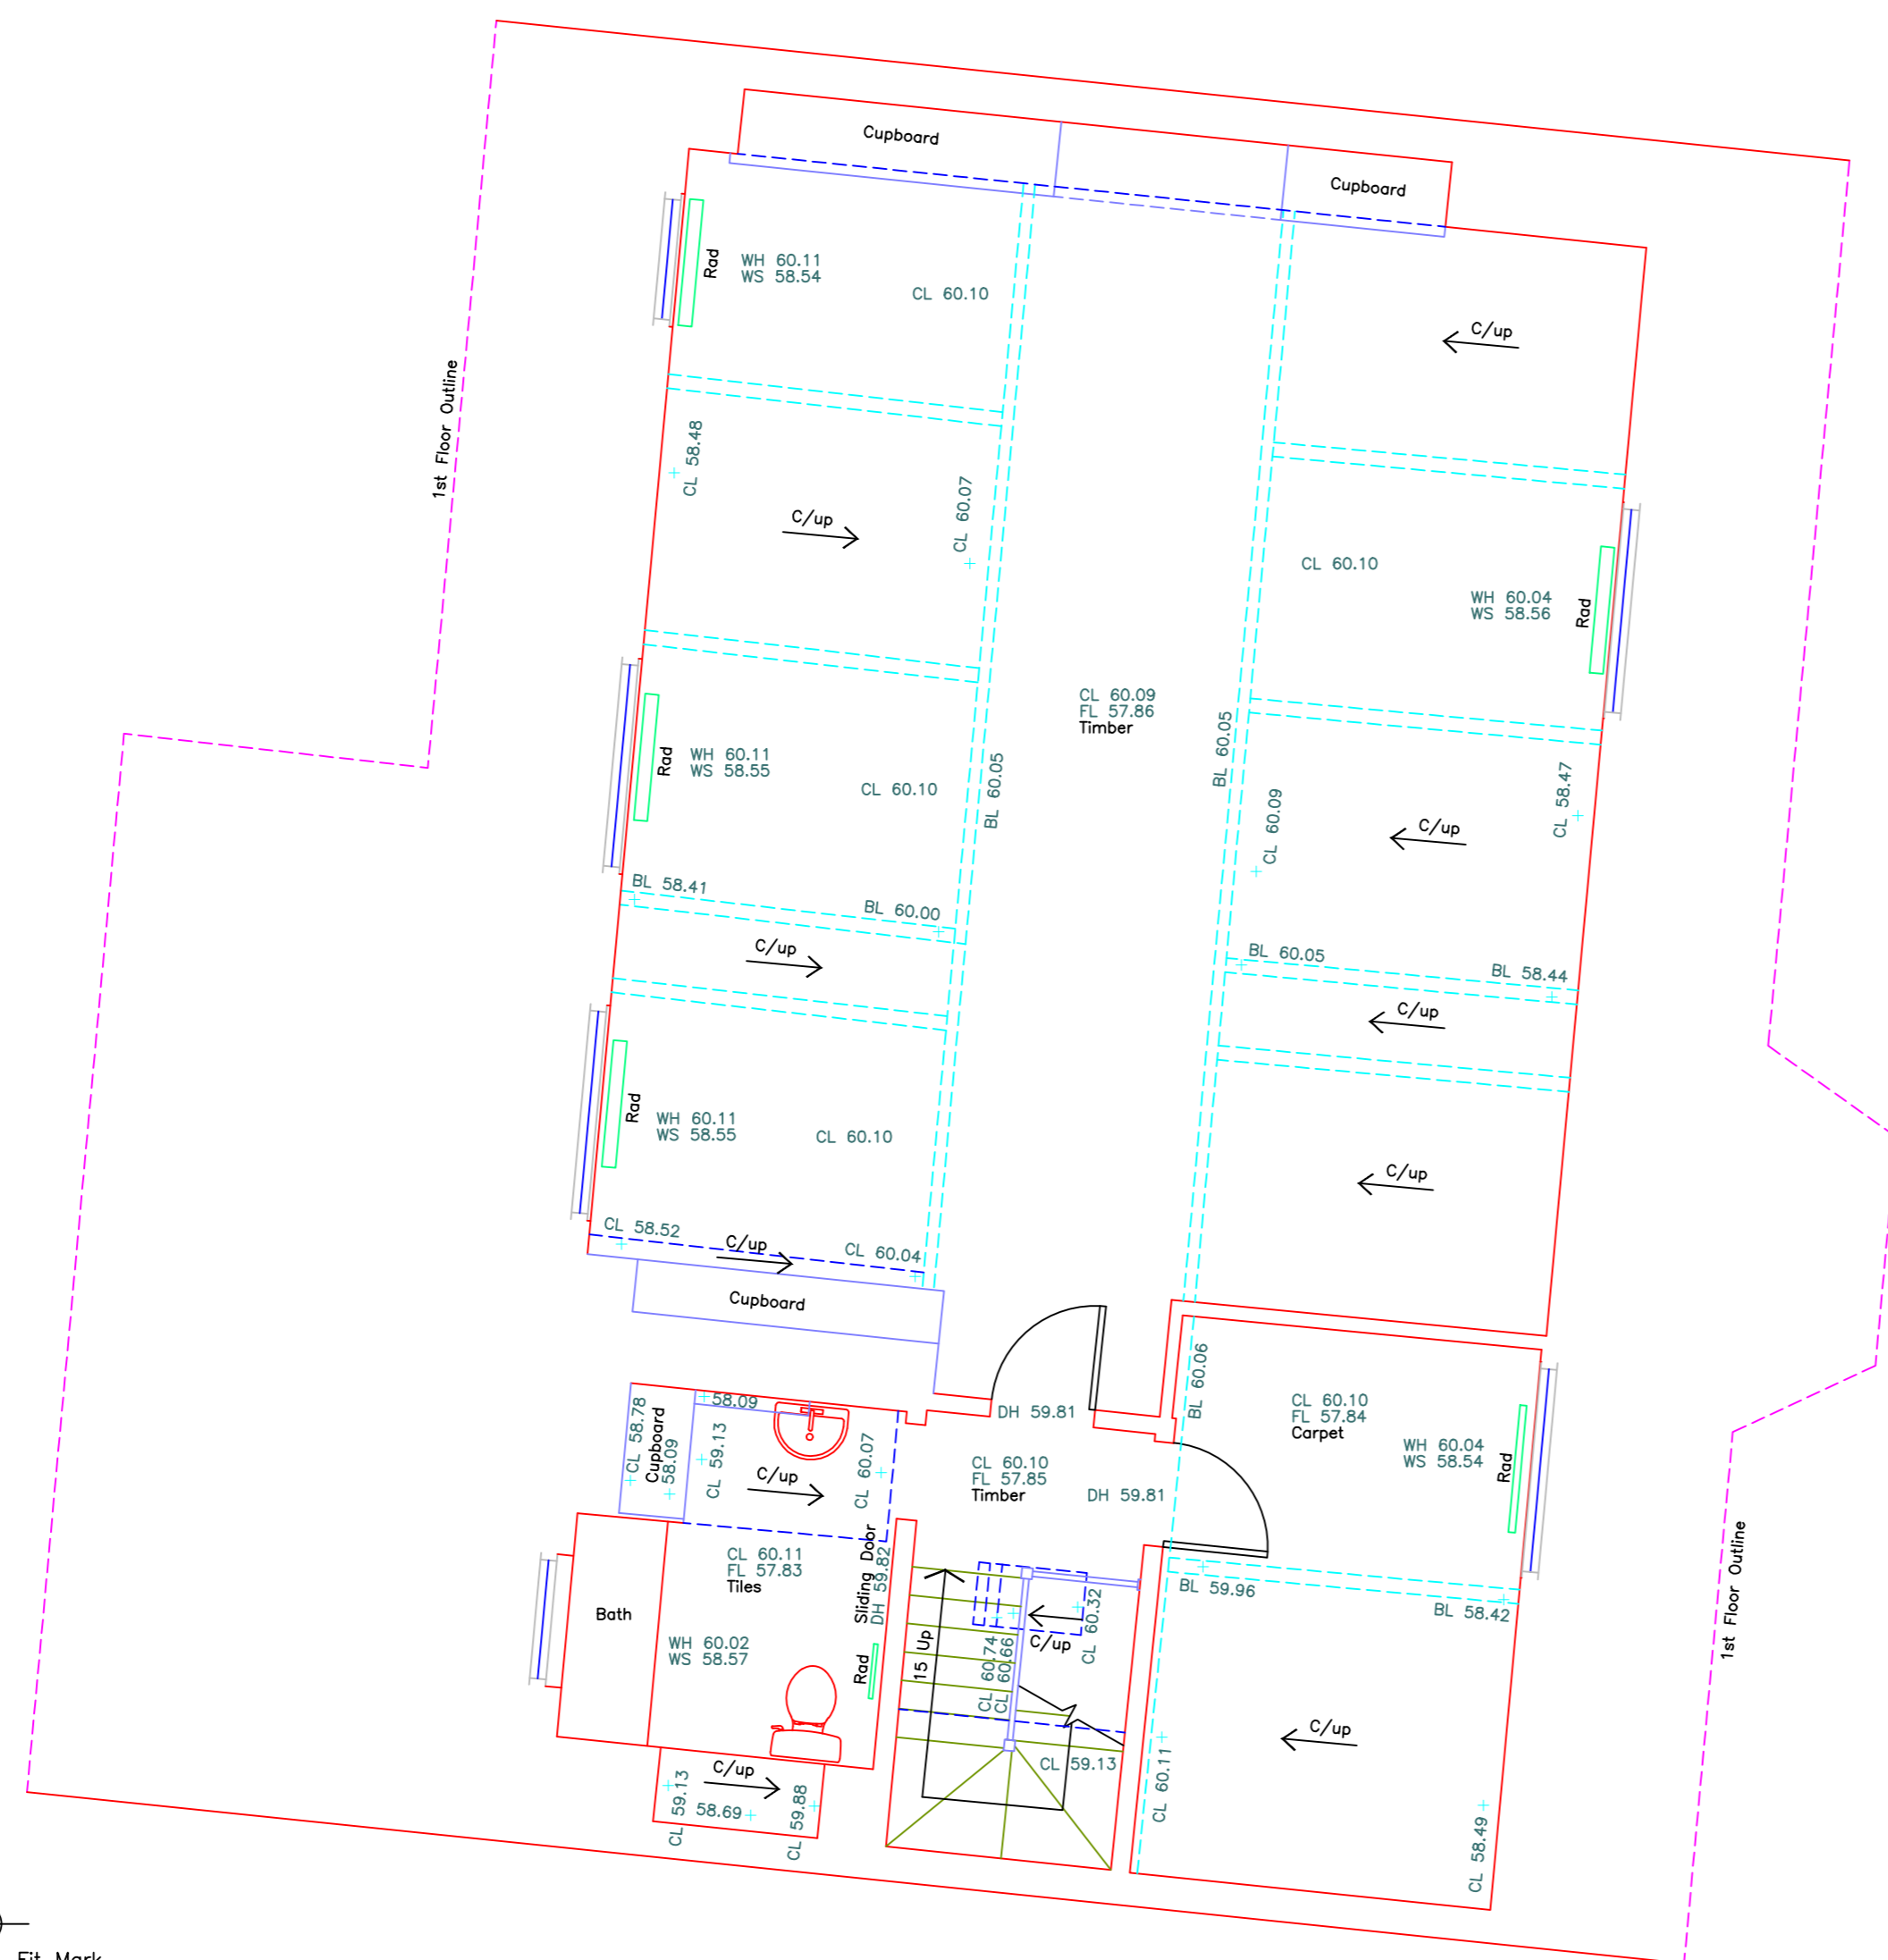 Cupboard
Cupboard
Rad
WH 60.11
WS 58.54
CL 60.10
C/up
1st Floor Outline
CL 58.48
C/up
CL 60.07
CL 60.10
WH 60.04
WS 58.56
Rad
CL 60.09
FL 57.86
Timber
BL 60.05
BL 60.05
Rad
WH 60.11
WS 58.55
CL 60.10
CL 60.09
C/up
CL 58.47
BL 58.41
BL 60.00
C/up
BL 60.05
BL 58.44
C/up
Rad
WH 60.11
WS 58.55
CL 60.10
C/up
CL 58.52
C/up
CL 60.04
Cupboard
BL 60.06
CL 60.10
FL 57.84
Carpet
WH 60.04
WS 58.54
Rad
DH 59.81
CL 58.78
Cupboard
58.09
58.09
CL 59.13
C/up
CL 60.07
CL 60.10
FL 57.85
Timber
DH 59.81
Sliding Door
DH 59.82
CL 60.11
FL 57.83
Tiles
Bath
WH 60.02
WS 58.57
Rad
15 Up
CL 60.74
CL 60.66
C/up
CL 60.32
BL 59.96
BL 58.42
1st Floor Outline
C/up
CL 59.13
CL 60.11
CL 58.49
C/up
CL 59.13
58.69
CL 59.88
Fit Mark